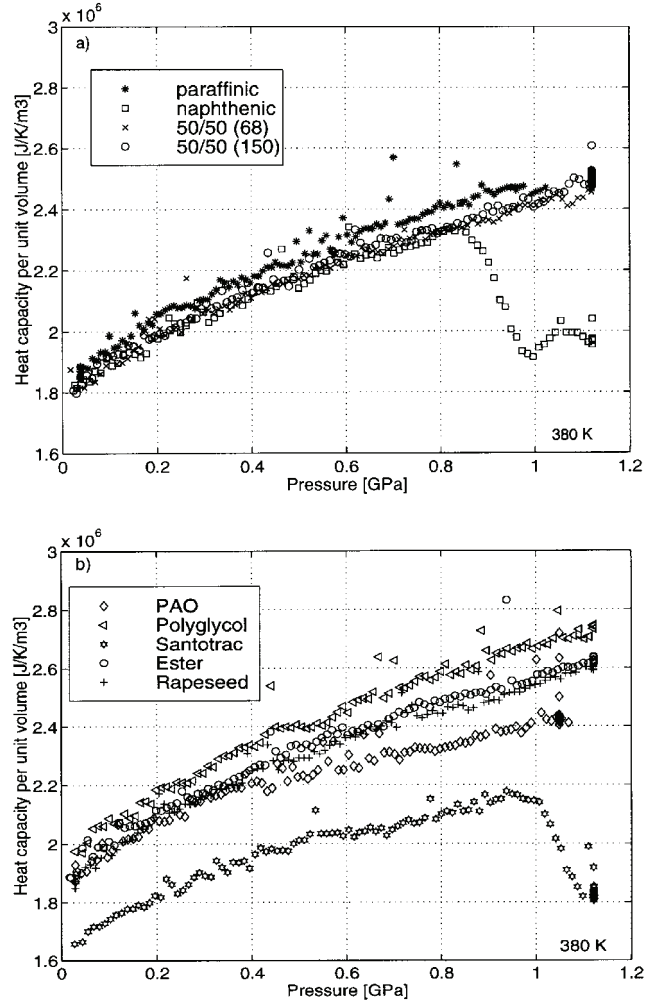 × 10⁶
3
a)
paraffinic
naphthenic
50/50 (68)
50/50 (150)
2.8
2.6
2.4
2.2
2
1.8
1.6
Heat capacity per unit volume [J/K/m3]
380 K
0
0.2
0.4
0.6
0.8
1
1.2
Pressure [GPa]
× 10⁶
3
b)
PAO
Polyglycol
Santotrac
Ester
Rapeseed
2.8
2.6
2.4
2.2
2
1.8
1.6
Heat capacity per unit volume [J/K/m3]
380 K
0
0.2
0.4
0.6
0.8
1
1.2
Pressure [GPa]